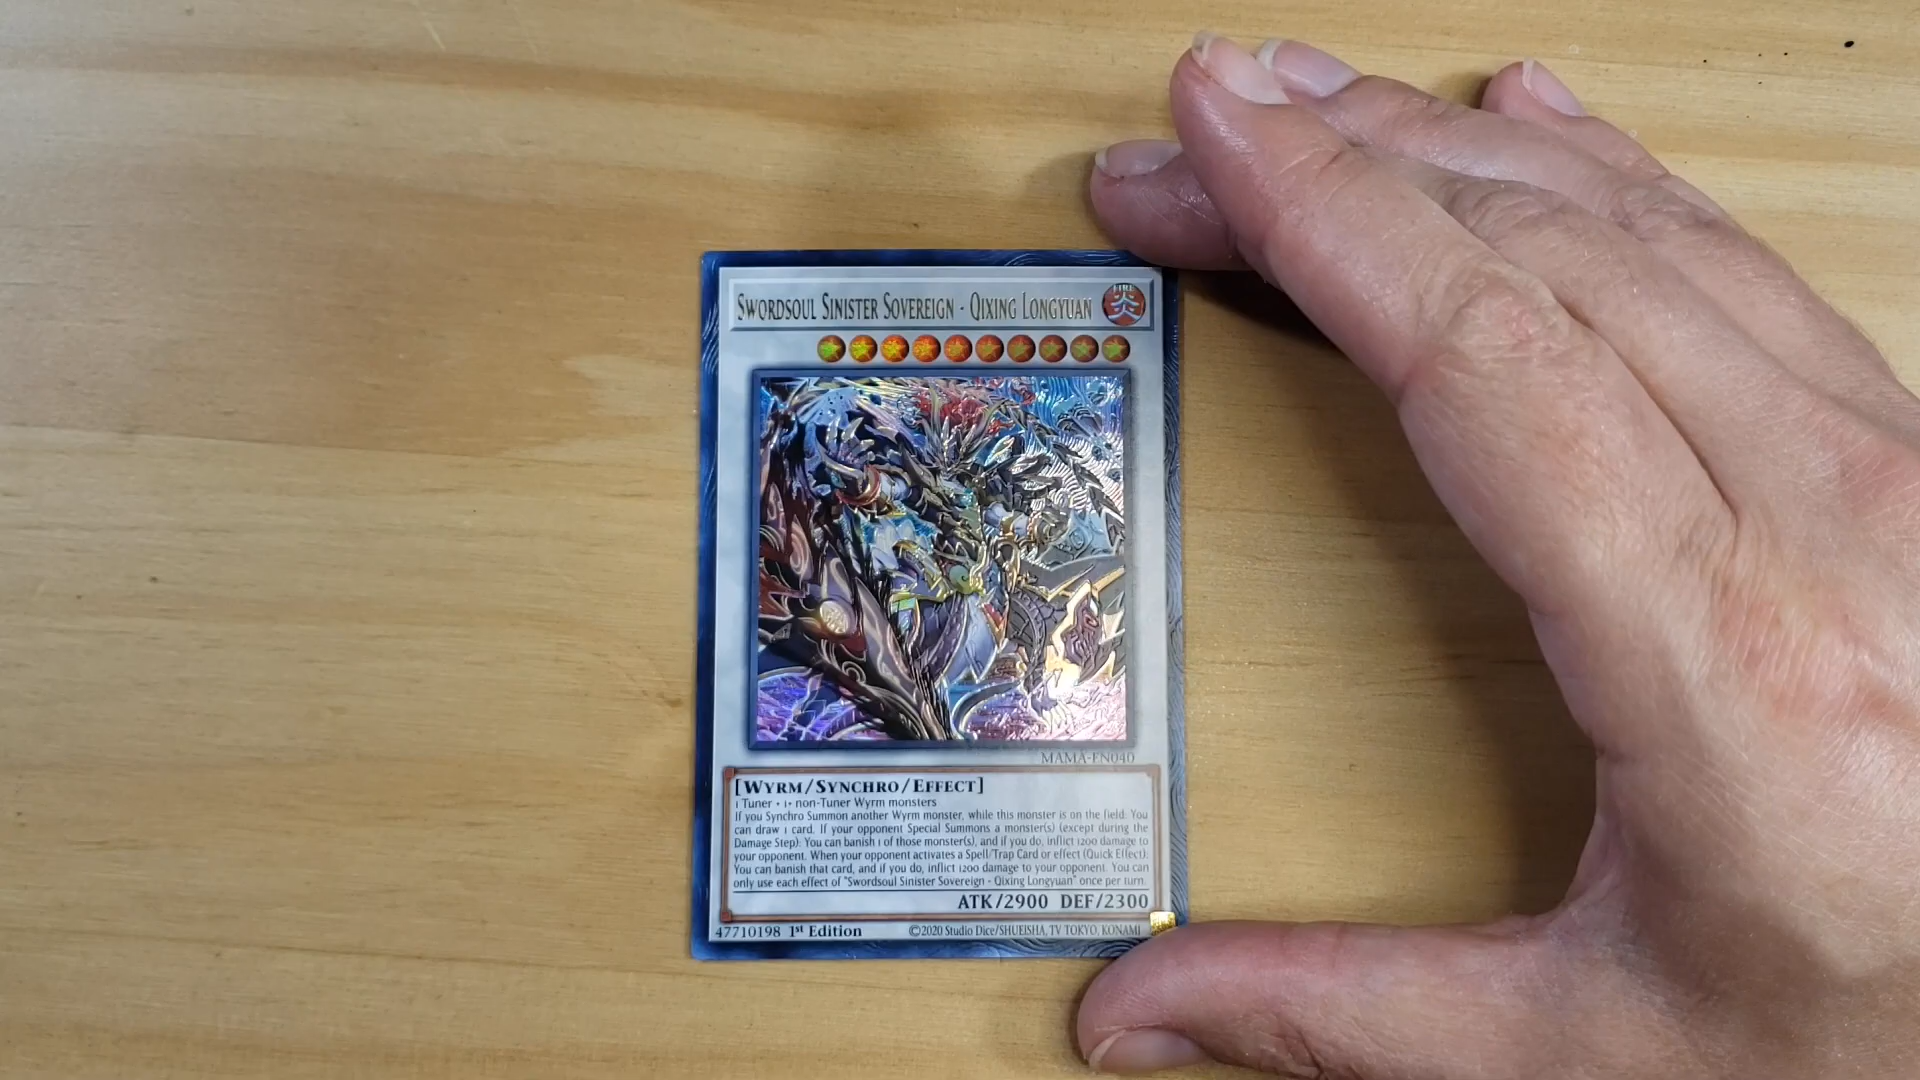 Swordsoul Sinister Sovereign - Qixing Longyuan
FIRE
炎
MAMA-EN040
[Wyrm/Synchro/Effect]
1 Tuner + 1+ non-Tuner Wyrm monsters
If you Synchro Summon another Wyrm monster, while this monster is on the field: You
can draw 1 card. If your opponent Special Summons a monster(s) (except during the
Damage Step): You can banish 1 of those monster(s), and if you do, inflict 1200 damage to
your opponent. When your opponent activates a Spell/Trap Card or effect (Quick Effect):
You can banish that card, and if you do, inflict 1200 damage to your opponent. You can
only use each effect of "Swordsoul Sinister Sovereign - Qixing Longyuan" once per turn.
ATK/2900 DEF/2300
47710198 1st Edition ©2020 Studio Dice/SHUEISHA, TV TOKYO, KONAMI